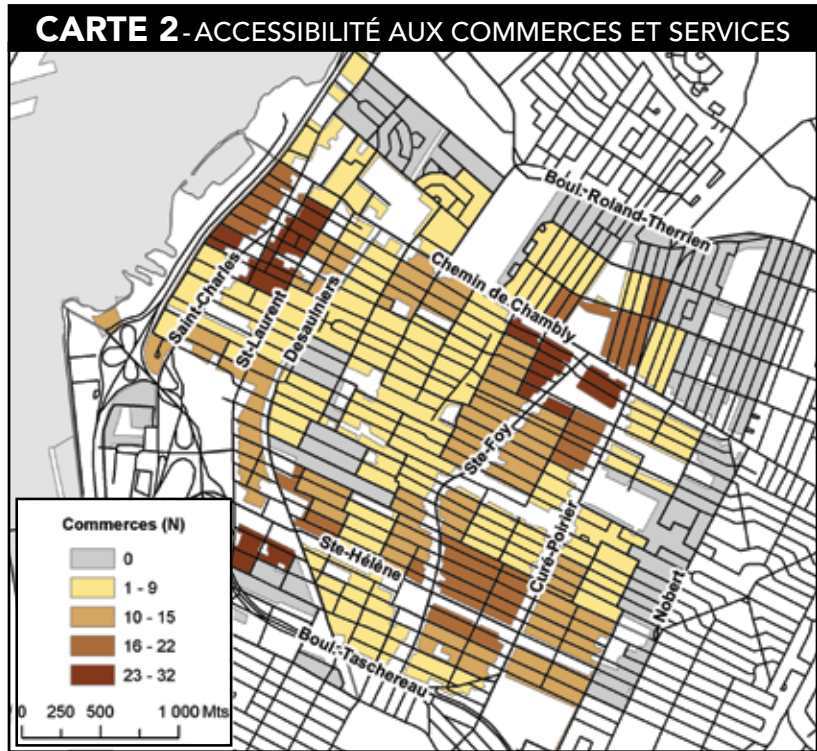 CARTE 2 - ACCESSIBILITÉ AUX COMMERCES ET SERVICES
Boul.-Roland-Therrien
Chemin de Chambly
Saint-Charles
St-Laurent
Desaulniers
Ste-Foy
Curé-Poirier
Ste-Hélène
Nobert
Boul.-Taschereau
Commerces (N)
0
1 - 9
10 - 15
16 - 22
23 - 32
0 250 500 1 000 Mts